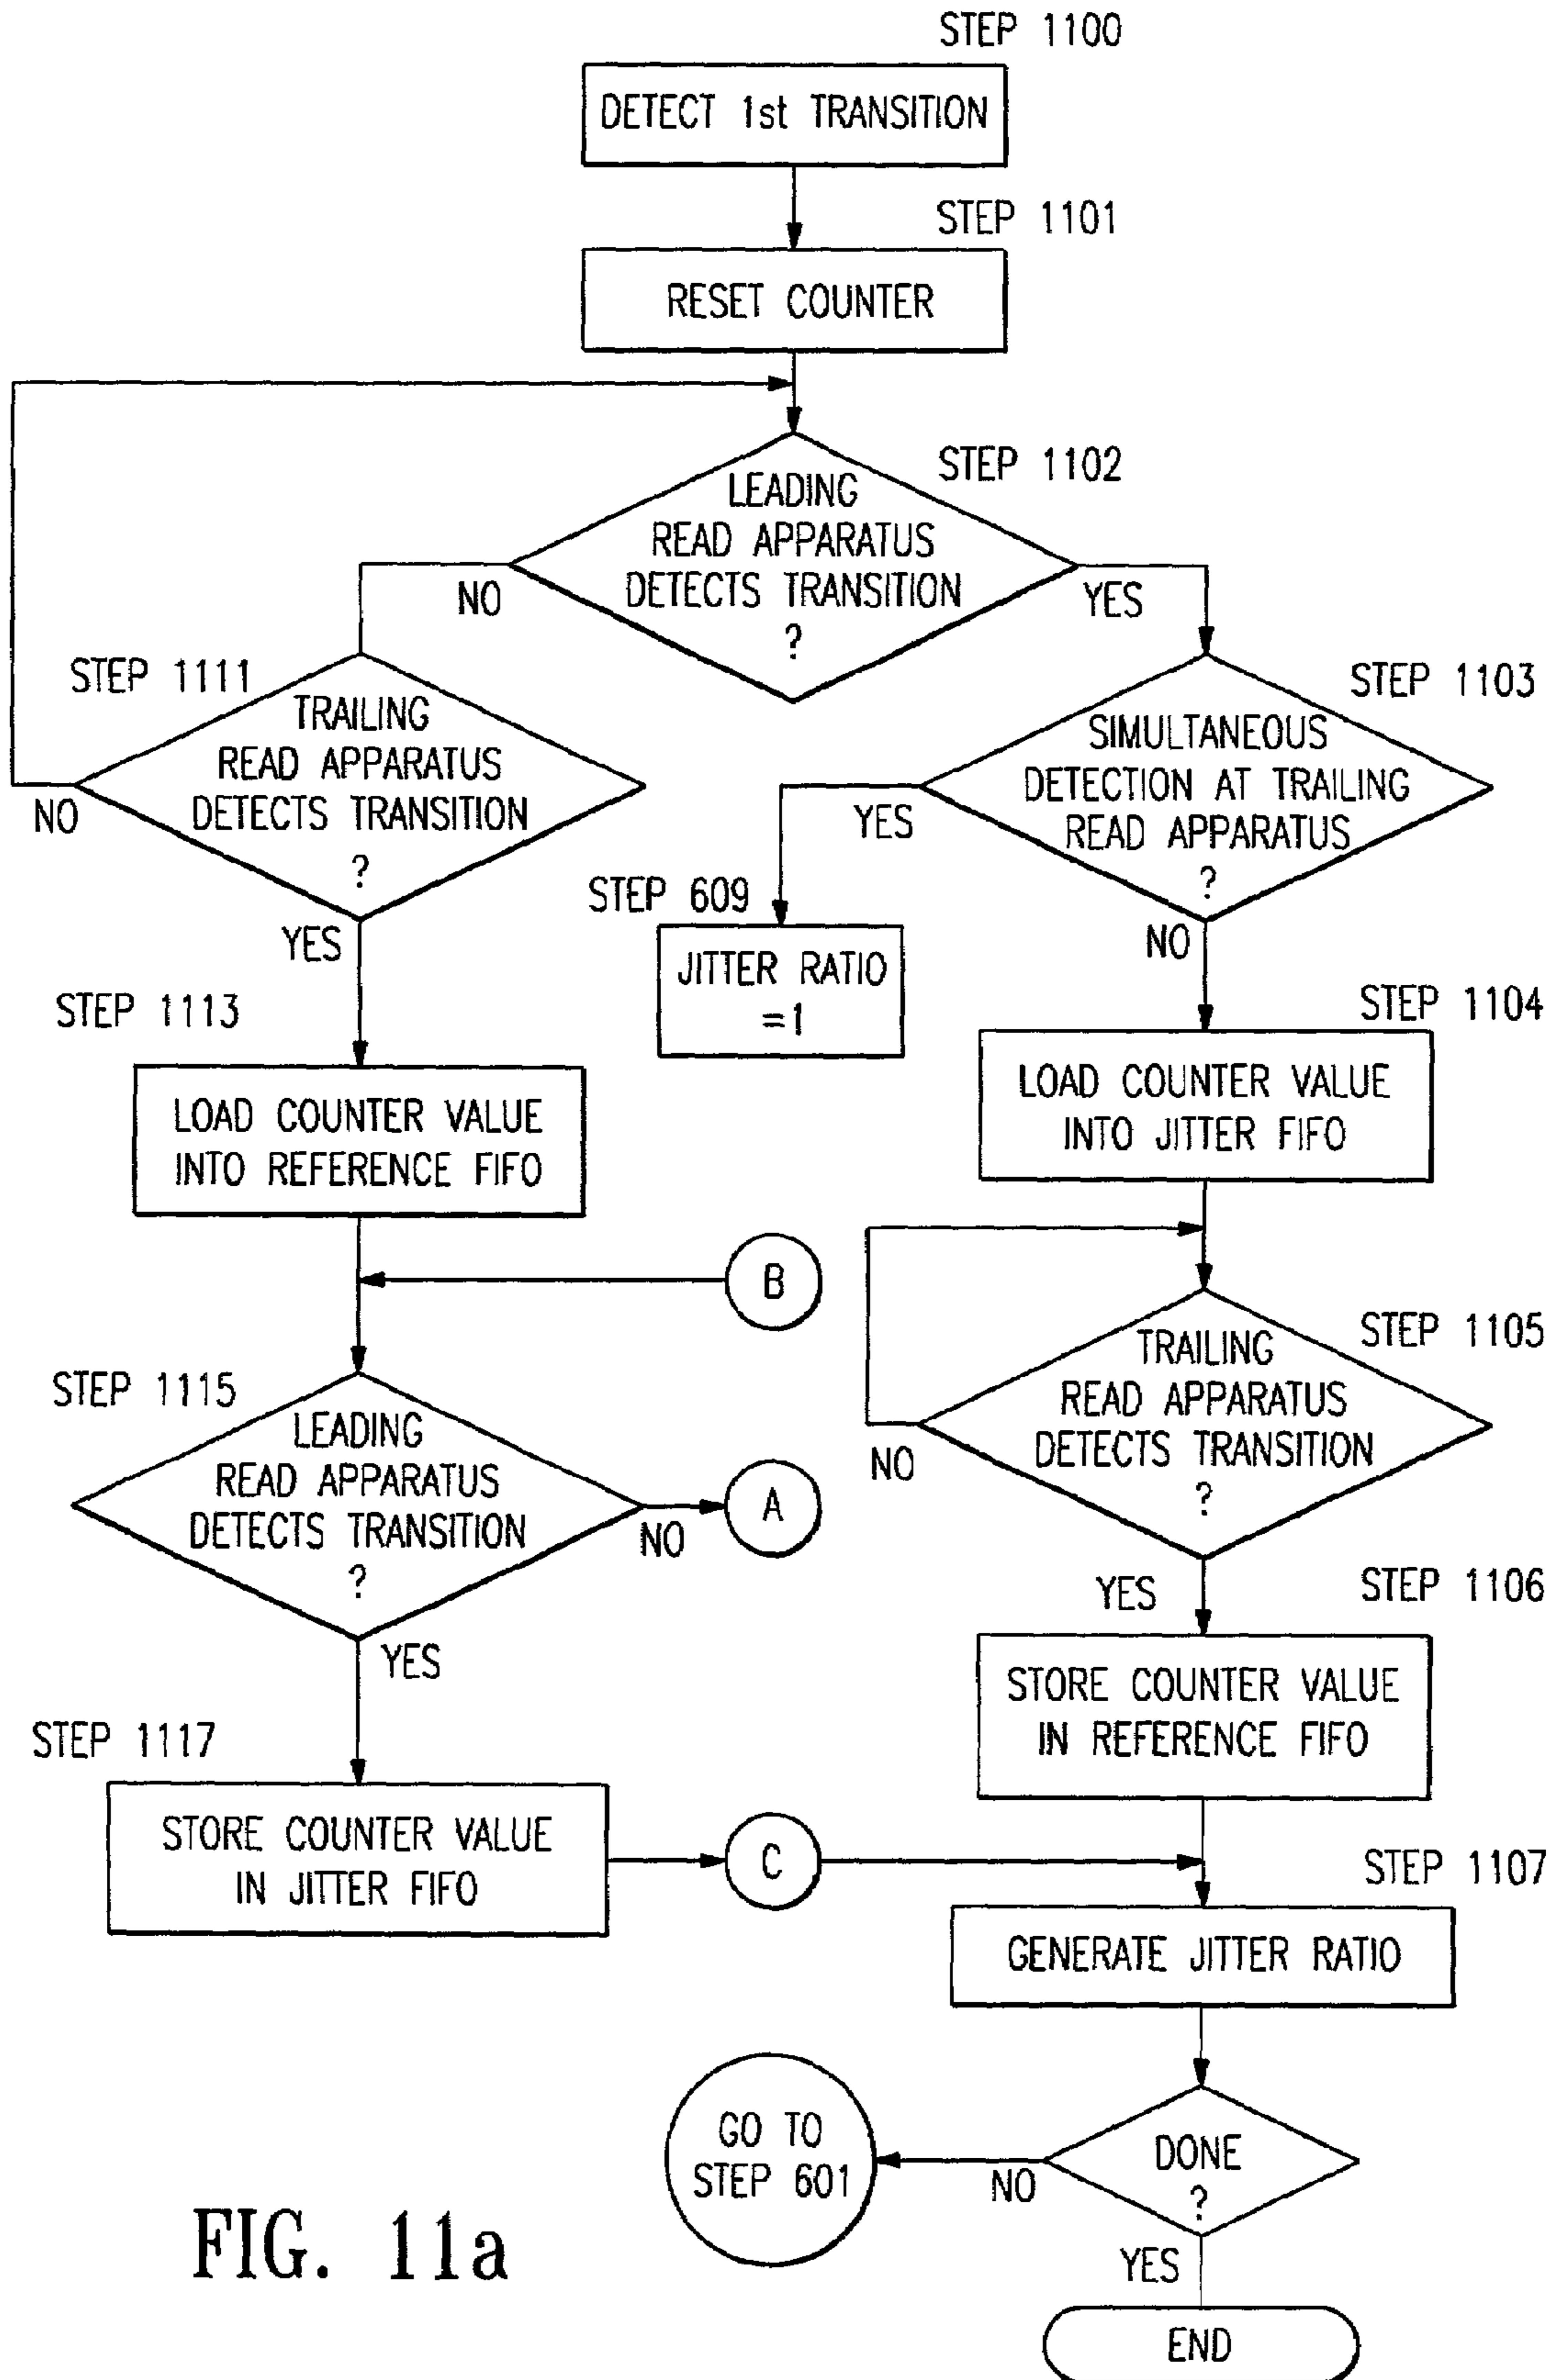 STEP 1100
DETECT 1st TRANSITION
STEP 1101
RESET COUNTER
STEP 1102
LEADING
READ APPARATUS
DETECTS TRANSITION
?
NO
YES
STEP 1111
TRAILING
READ APPARATUS
DETECTS TRANSITION
?
NO
YES
STEP 1103
SIMULTANEOUS
DETECTION AT TRAILING
READ APPARATUS
?
YES
NO
STEP 609
JITTER RATIO
=1
STEP 1113
LOAD COUNTER VALUE
INTO REFERENCE FIFO
STEP 1104
LOAD COUNTER VALUE
INTO JITTER FIFO
B
STEP 1105
TRAILING
READ APPARATUS
DETECTS TRANSITION
?
NO
YES
STEP 1115
LEADING
READ APPARATUS
DETECTS TRANSITION
?
NO
A
YES
STEP 1106
STORE COUNTER VALUE
IN REFERENCE FIFO
STEP 1117
STORE COUNTER VALUE
IN JITTER FIFO
C
STEP 1107
GENERATE JITTER RATIO
DONE
?
NO
GO TO
STEP 601
YES
END
FIG. 11a